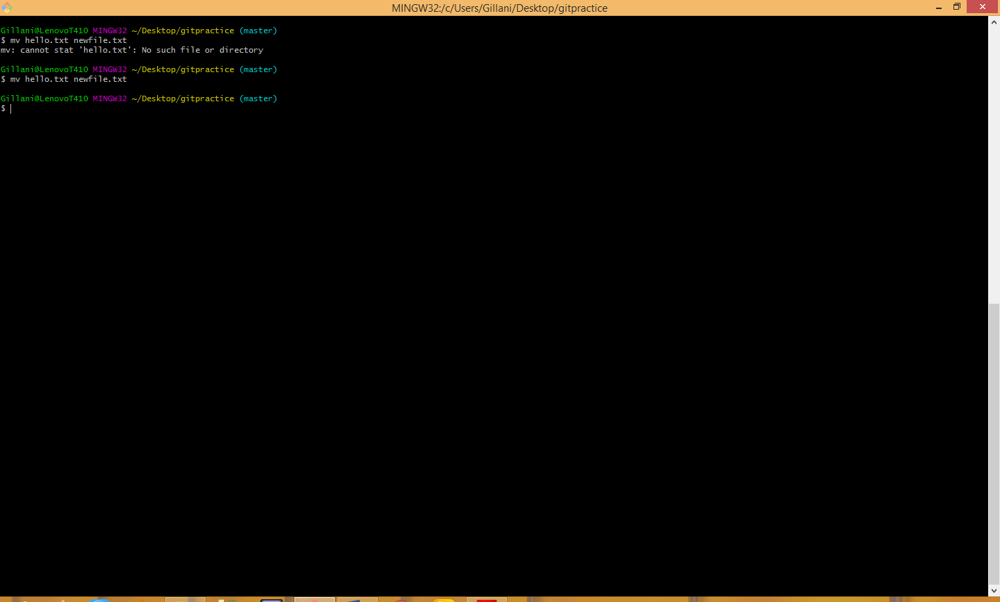 MINGW32:/c/Users/Gillani/Desktop/gitpractice
Gillani@LenovoT410 MINGW32 ~/Desktop/gitpractice (master)
$ mv hello.txt newfile.txt
mv: cannot stat 'hello.txt': No such file or directory
Gillani@LenovoT410 MINGW32 ~/Desktop/gitpractice (master)
$ mv hello.txt newfile.txt
Gillani@LenovoT410 MINGW32 ~/Desktop/gitpractice (master)
$